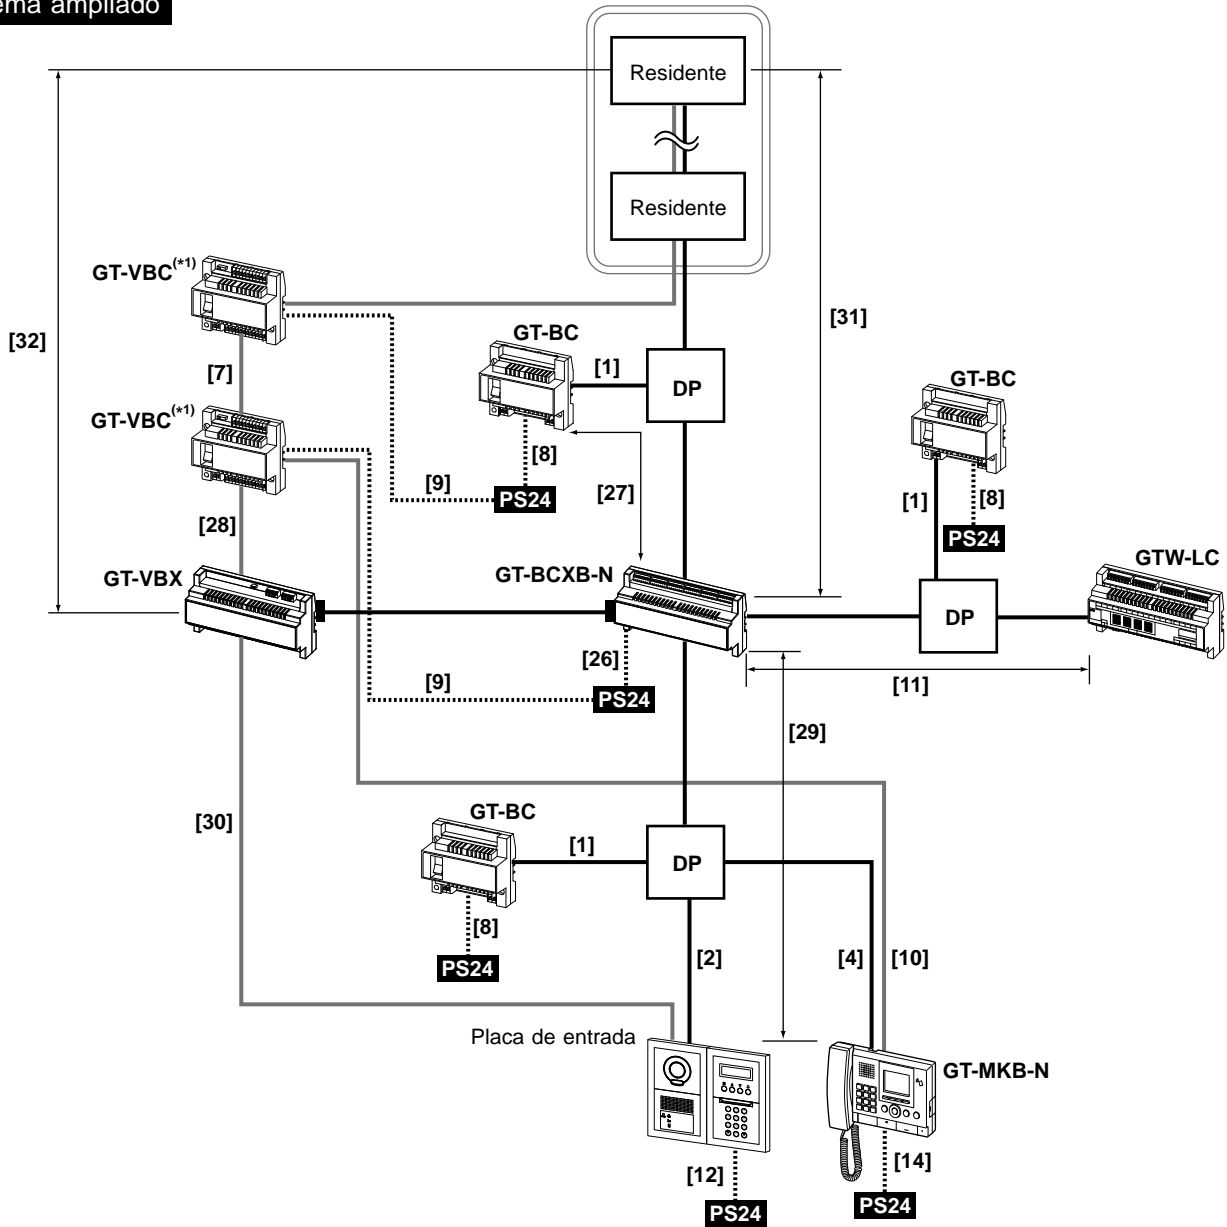 ema ampliado
Residente
Residente
GT-VBC(*1)
[31]
[32]
GT-BC
[1]
[7]
DP
GT-BC
GT-VBC(*1)
[8]
[9]
[27]
PS24
[1]
[8]
[28]
PS24
GT-VBX
GT-BCXB-N
GTW-LC
DP
[26]
[9]
[11]
PS24
[29]
GT-BC
[30]
[1]
DP
[8]
[2]
[4]
[10]
PS24
Placa de entrada
GT-MKB-N
[12]
[14]
PS24
PS24